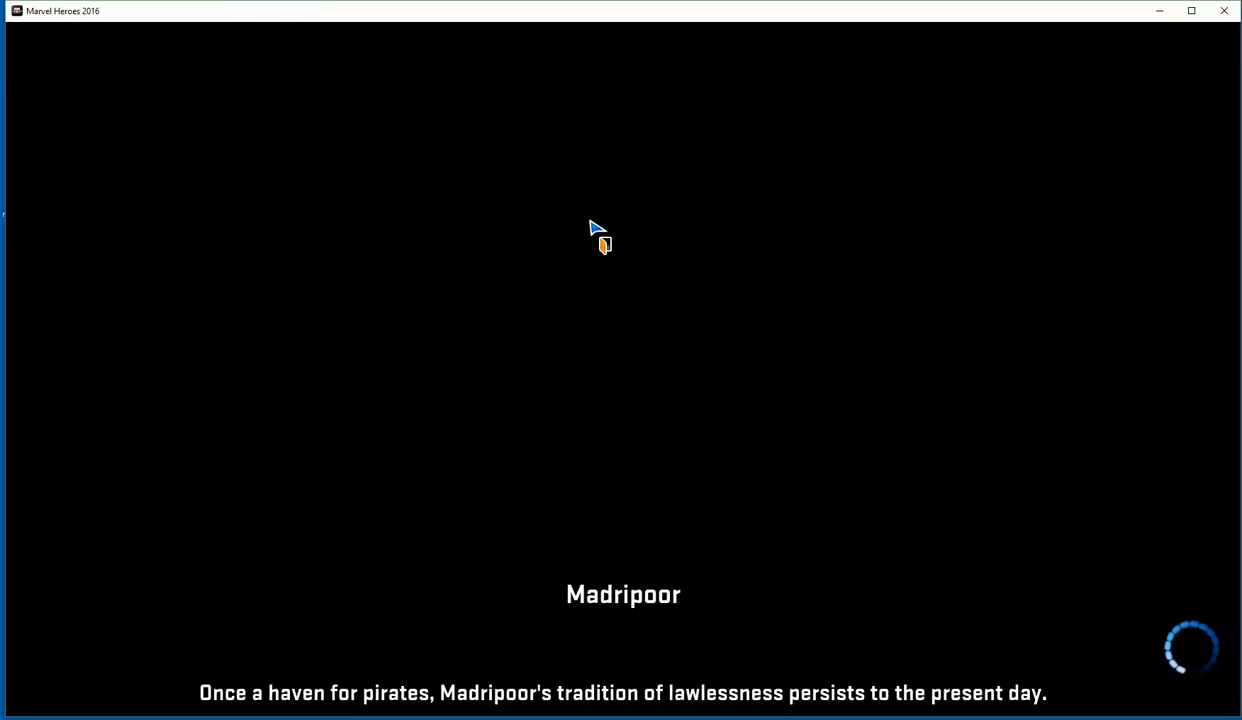 Marvel Heroes 2016
Madripoor
Once a haven for pirates, Madripoor's tradition of lawlessness persists to the present day.